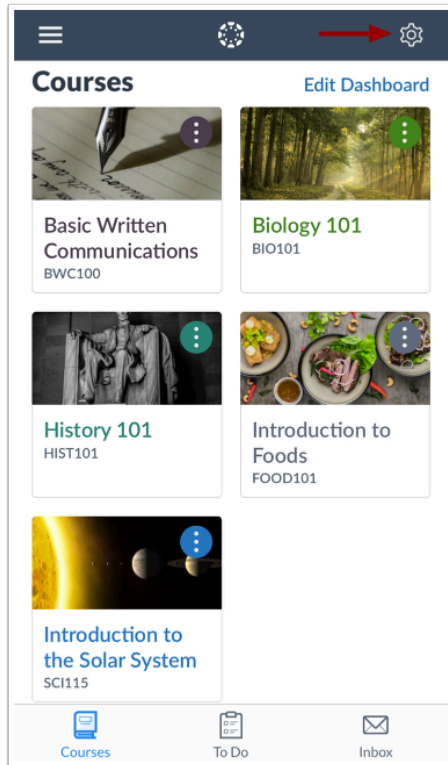 Courses
Edit Dashboard
Basic Written
Communications
BWC100
Biology 101
BIO101
History 101
HIST101
Introduction to
Foods
FOOD101
Introduction to
the Solar System
SCI115
Courses
To Do
Inbox